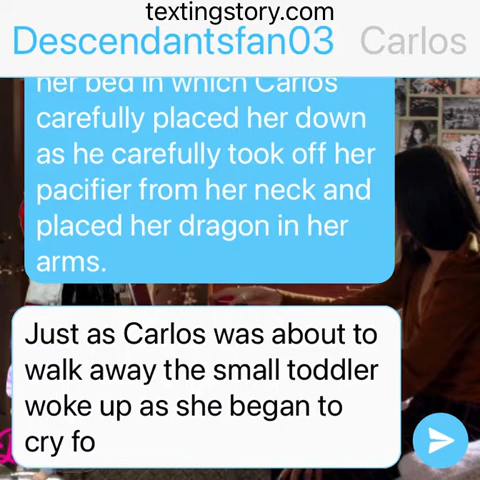 textingstory.com
Descendantsfan03 Carlos
her bed in which Carlos
carefully placed her down
as he carefully took off her
pacifier from her neck and
placed her dragon in her
arms.
Just as Carlos was about to
walk away the small toddler
woke up as she began to
cry fo